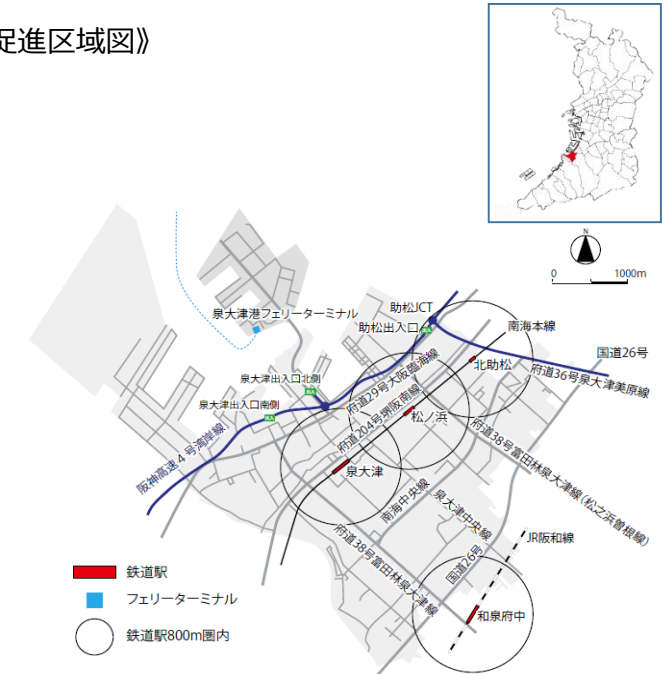 足進区域図》
N
0 1000m
助松JCT
泉大津港フェリーターミナル
助松出入口
南海本線
国道26号
北助松
府道36号泉大津美原線
泉大津出入口北側
府道29号大阪臨海線
泉大津出入口南側
府道204号堺阪南線
松ノ浜
阪神高速4号湾岸線
府道38号富田林泉大津線(松之浜曽根線)
泉大津
南海中央線
泉大津中央線
JR阪和線
府道38号富田林泉大津線
国道26号
和泉府中
鉄道駅
フェリーターミナル
鉄道駅800m圏内